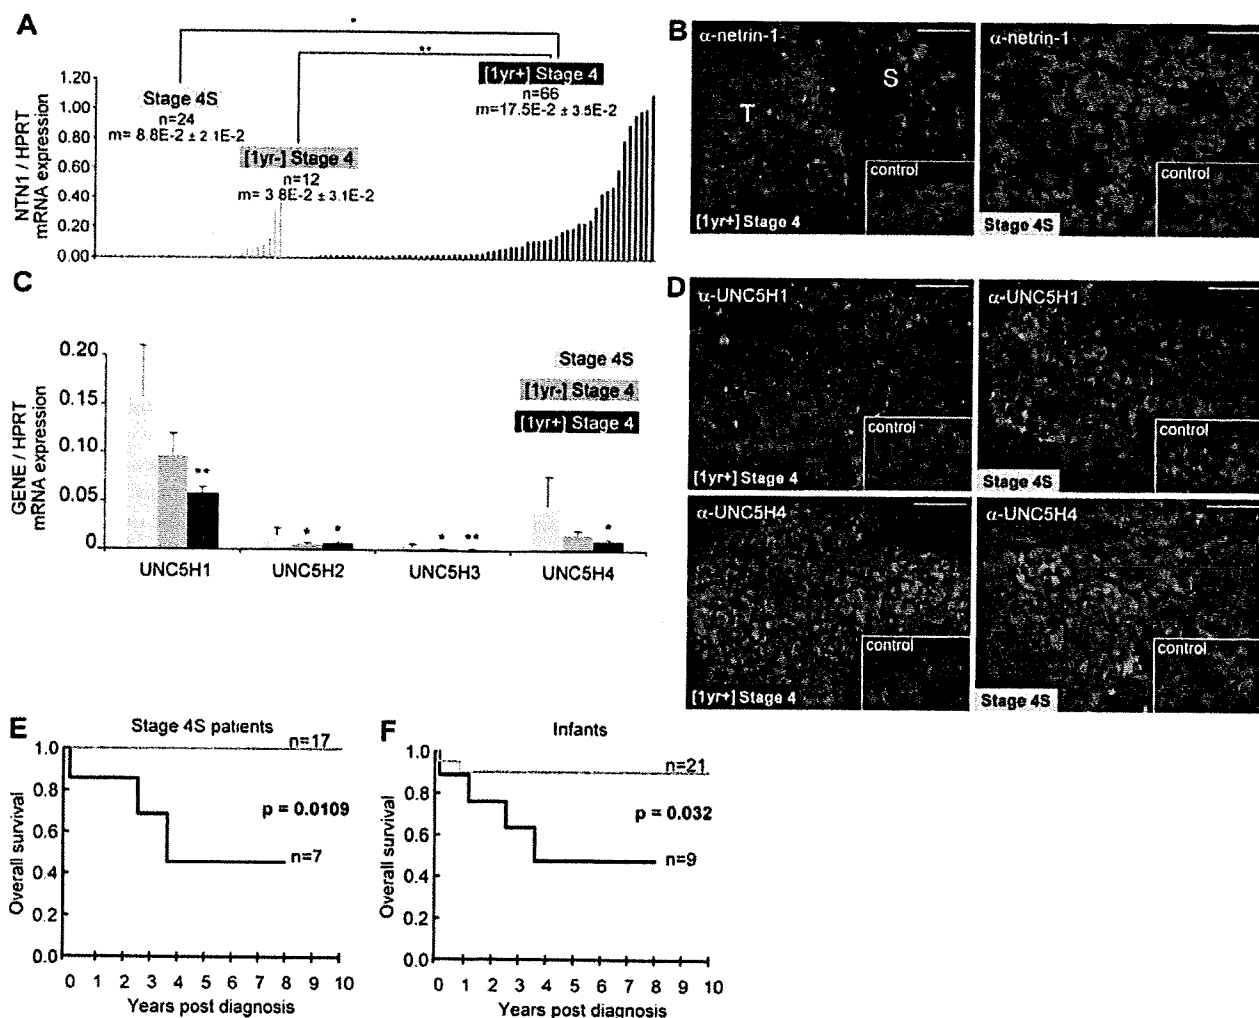 A
*
**
NTN1 / HPRT
mRNA expression
1.20
1.00
0.80
0.60
0.40
0.20
0.00
Stage 4S
n=24
m= 8.8E-2 ± 2.1E-2
[1yr-] Stage 4
n=12
m= 3.8E-2 ± 3.1E-2
[1yr+] Stage 4
n=66
m=17.5E-2 ± 3.5E-2
B
α-netrin-1
T
S
control
[1yr+] Stage 4
α-netrin-1
control
Stage 4S
C
GENE / HPRT
mRNA expression
0.20
0.15
0.10
0.05
0
Stage 4S
[1yr-] Stage 4
[1yr+] Stage 4
**
* *
* **
*
UNC5H1 UNC5H2 UNC5H3 UNC5H4
D
α-UNC5H1
control
[1yr+] Stage 4
α-UNC5H1
control
Stage 4S
α-UNC5H4
control
[1yr+] Stage 4
α-UNC5H4
control
Stage 4S
E
Stage 4S patients
Overall survival
1.0
0.8
0.6
0.4
0.2
0.0
n=17
p = 0.0109
n=7
0 1 2 3 4 5 6 7 8 9 10
Years post diagnosis
F
Infants
Overall survival
1.0
0.8
0.6
0.4
0.2
0.0
n=21
p = 0.032
n=9
0 1 2 3 4 5 6 7 8 9 10
Years post diagnosis